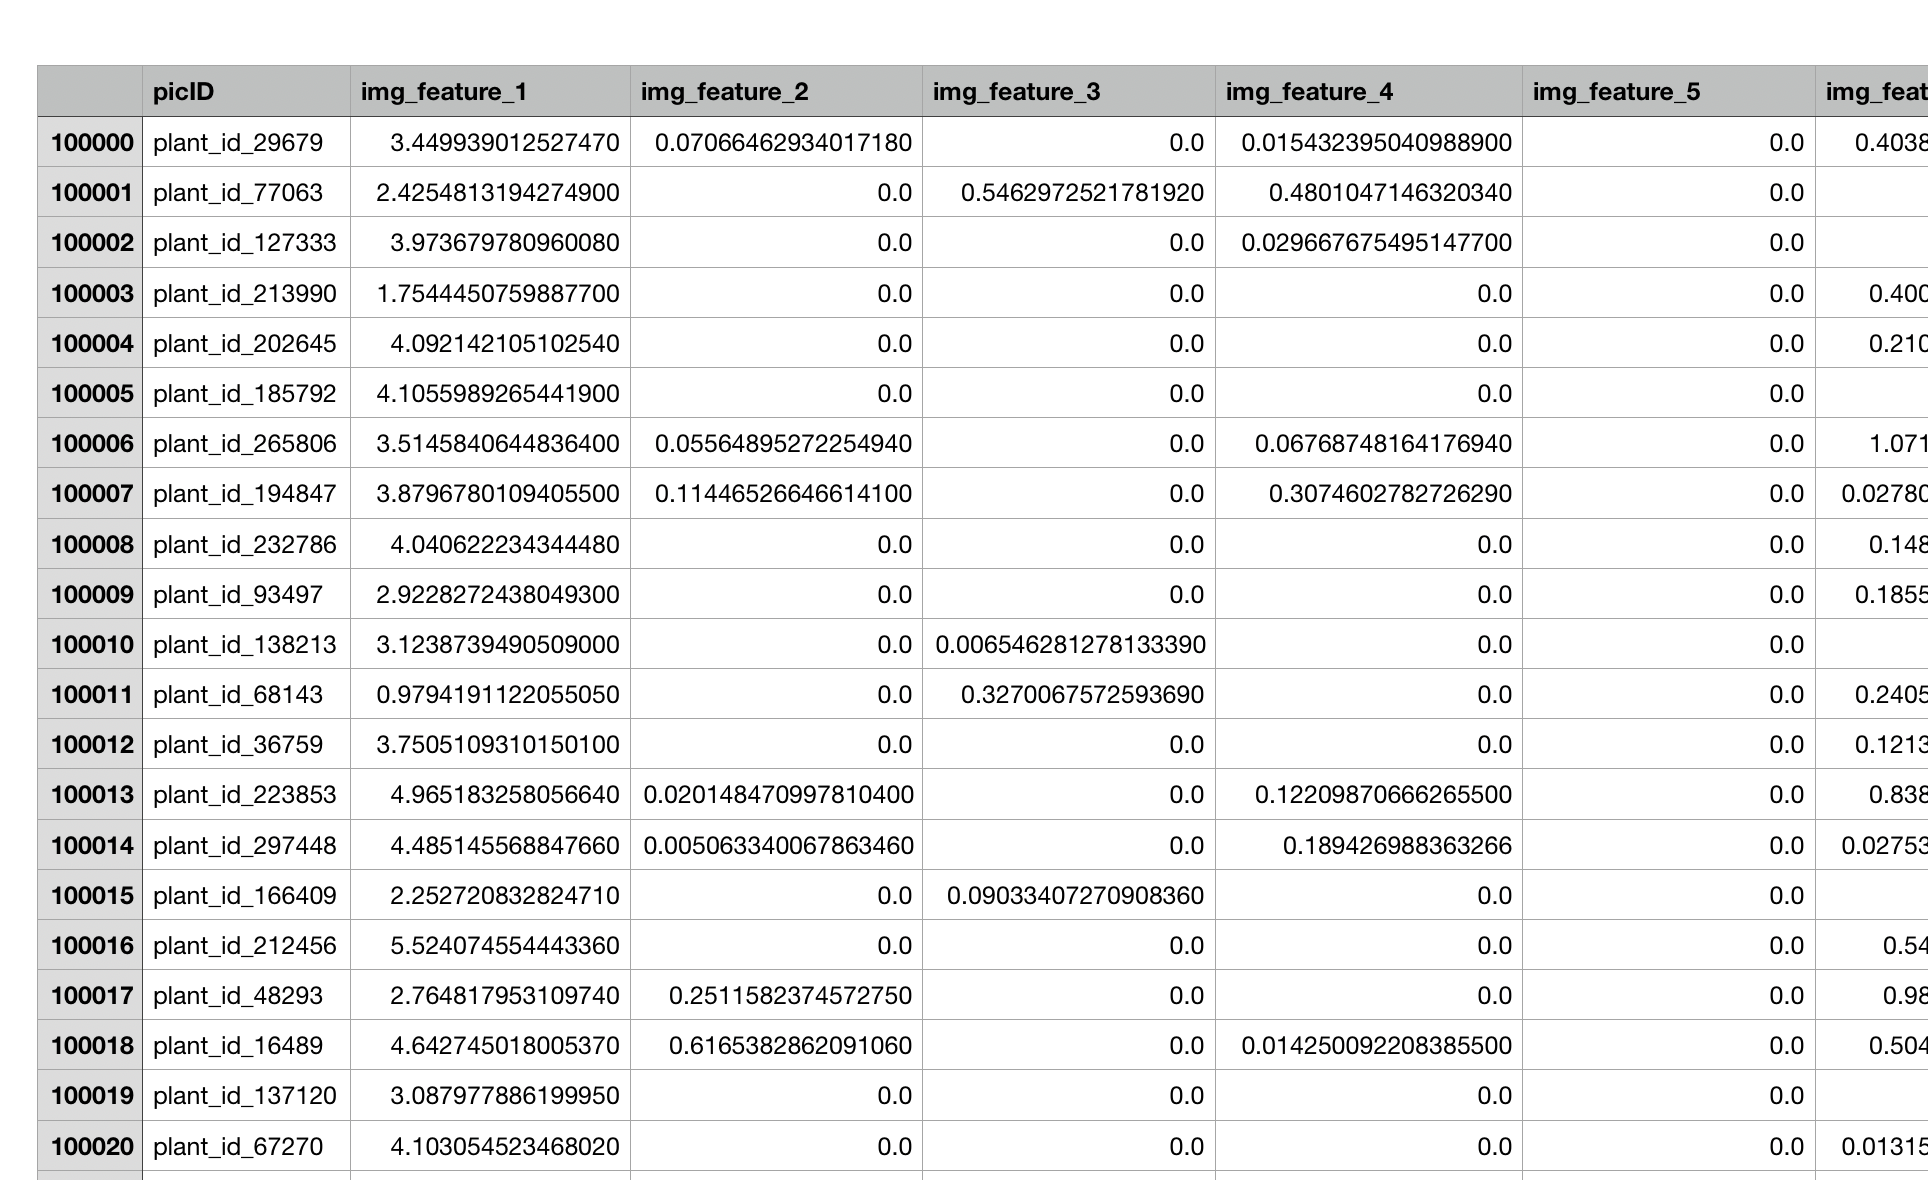 picID img_feature_1 img_feature_2 img_feature_3 img_feature_4 img_feature_5 img_feat
100000 plant_id_29679 3.449939012527470 0.07066462934017180 0.0 0.015432395040988900 0.0 0.4038
100001 plant_id_77063 2.4254813194274900 0.0 0.5462972521781920 0.4801047146320340 0.0
100002 plant_id_127333 3.973679780960080 0.0 0.0 0.029667675495147700 0.0
100003 plant_id_213990 1.7544450759887700 0.0 0.0 0.0 0.0 0.400
100004 plant_id_202645 4.092142105102540 0.0 0.0 0.0 0.0 0.210
100005 plant_id_185792 4.1055989265441900 0.0 0.0 0.0 0.0
100006 plant_id_265806 3.5145840644836400 0.05564895272254940 0.0 0.06768748164176940 0.0 1.071
100007 plant_id_194847 3.8796780109405500 0.11446526646614100 0.0 0.3074602782726290 0.0 0.02780
100008 plant_id_232786 4.040622234344480 0.0 0.0 0.0 0.0 0.148
100009 plant_id_93497 2.9228272438049300 0.0 0.0 0.0 0.0 0.1855
100010 plant_id_138213 3.1238739490509000 0.0 0.006546281278133390 0.0 0.0
100011 plant_id_68143 0.9794191122055050 0.0 0.3270067572593690 0.0 0.0 0.2405
100012 plant_id_36759 3.7505109310150100 0.0 0.0 0.0 0.0 0.1213
100013 plant_id_223853 4.965183258056640 0.020148470997810400 0.0 0.12209870666265500 0.0 0.838
100014 plant_id_297448 4.485145568847660 0.005063340067863460 0.0 0.189426988363266 0.0 0.02753
100015 plant_id_166409 2.252720832824710 0.0 0.09033407270908360 0.0 0.0
100016 plant_id_212456 5.524074554443360 0.0 0.0 0.0 0.0 0.54
100017 plant_id_48293 2.764817953109740 0.2511582374572750 0.0 0.0 0.0 0.98
100018 plant_id_16489 4.642745018005370 0.6165382862091060 0.0 0.014250092208385500 0.0 0.504
100019 plant_id_137120 3.087977886199950 0.0 0.0 0.0 0.0
100020 plant_id_67270 4.103054523468020 0.0 0.0 0.0 0.0 0.01315